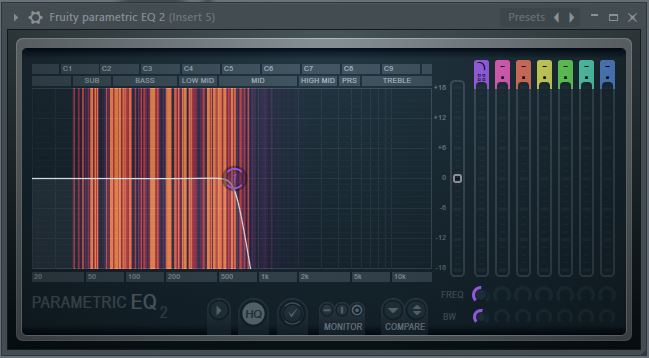 Fruity parametric EQ 2 (Insert 5) Presets
C1 C2 C3 C4 C5 C6 C7 C8 C9
SUB BASS LOW MID MID HIGH MID PRS TREBLE
+18
+12
+6
0
-6
-12
-18
20 50 100 200 500 1k 2k 5k 10k
FREQ
BW
PARAMETRIC EQ 2
HQ
MONITOR COMPARE